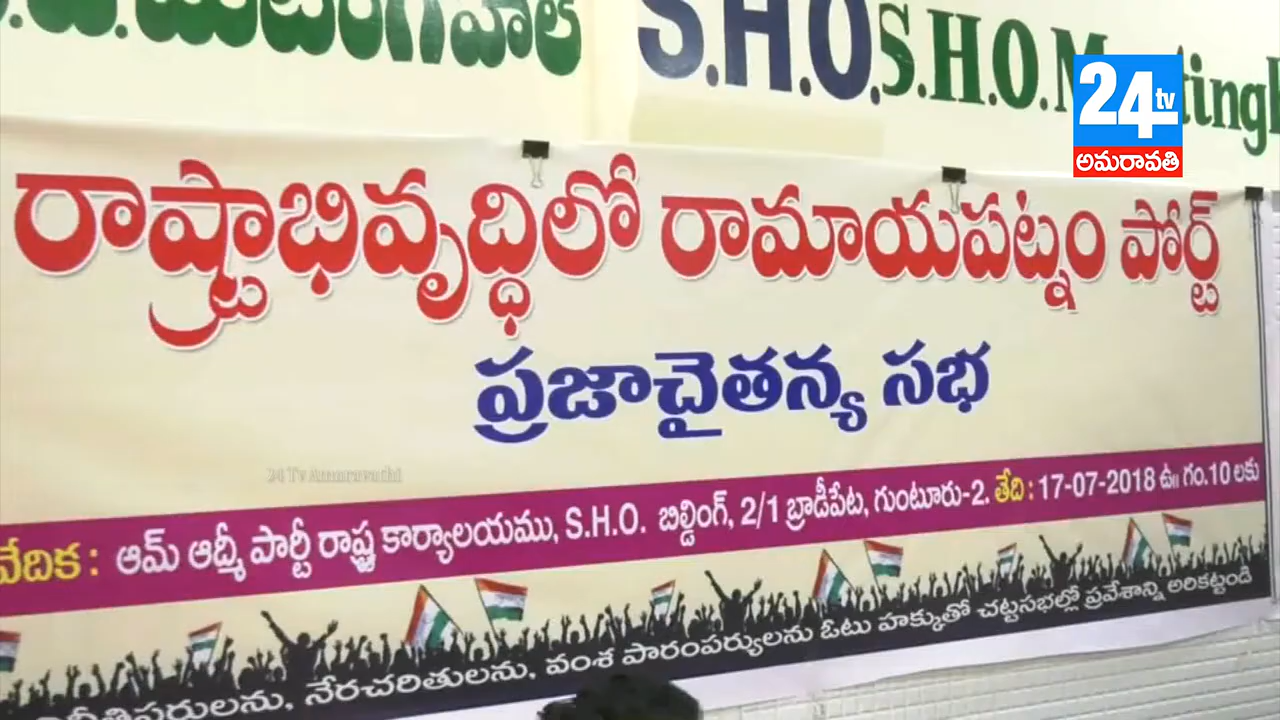 S.H.O. S.H.O. Meeting
24 tv
అమరావతి
రాష్ట్రాభివృద్ధిలో రామాయపట్నం పోర్ట్
ప్రజాచైతన్య సభ
24 Tv Amaravathi
వేదిక : ఆమ్ ఆద్మీ పార్టీ రాష్ట్ర కార్యాలయము, S.H.O. బిల్డింగ్, 2/1 బ్రాడీపేట, గుంటూరు-2. తేది : 17-07-2018 ఉ॥ గం.10 లకు
నేరచరితులను, వంశ పారంపర్యులను ఓటు హక్కుతో చట్టసభల్లో ప్రవేశాన్ని అరికట్టండి